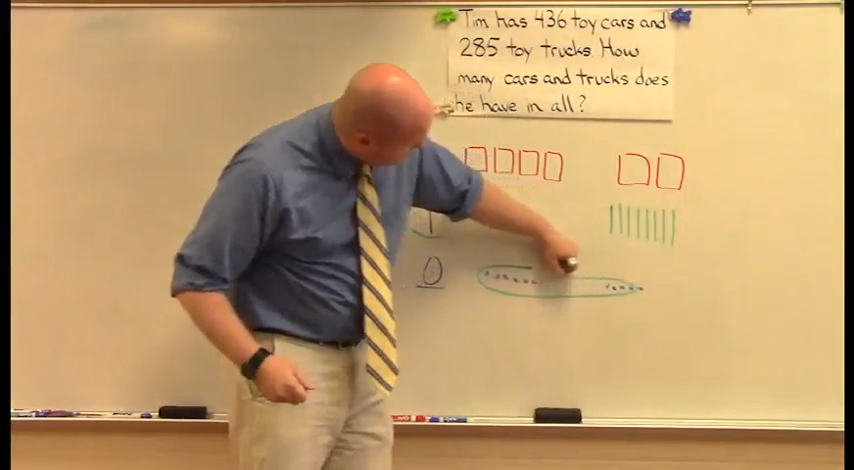 Tim has 436 toy cars and
285 toy trucks. How
many cars and trucks does
he have in all?
1
0